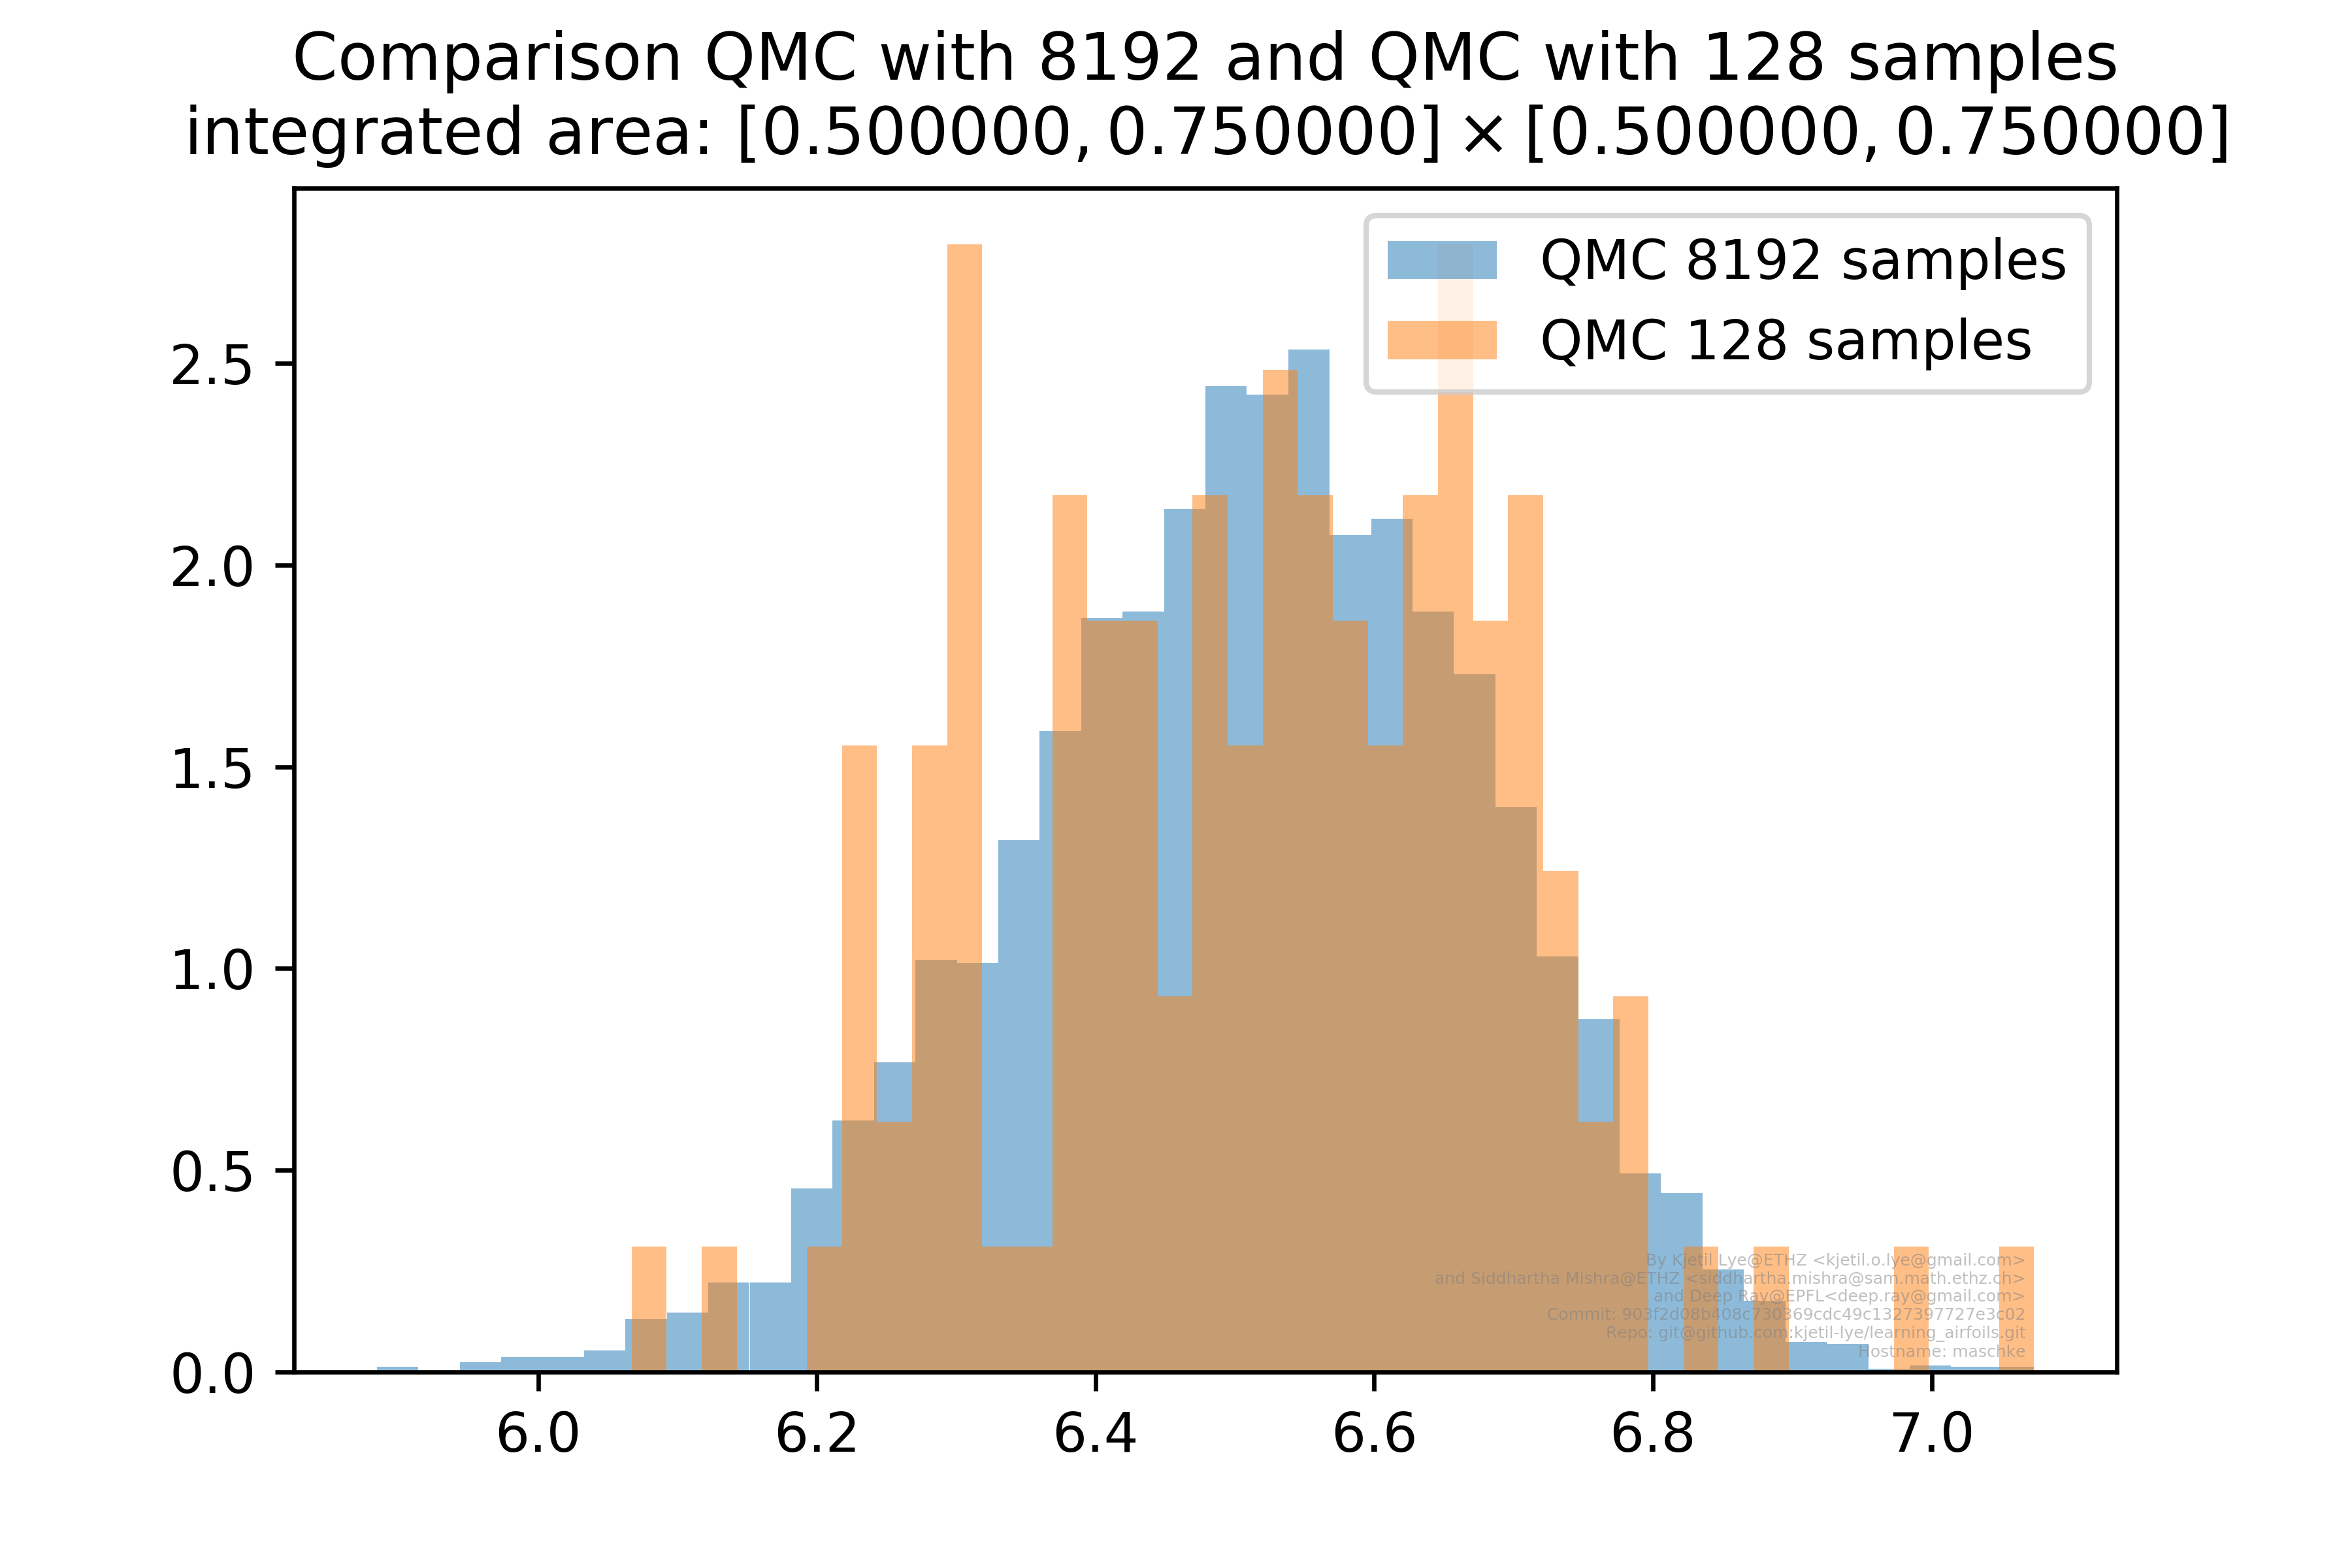 Comparison QMC with 8192 and QMC with 128 samples
integrated area: [0.500000, 0.750000] × [0.500000, 0.750000]
QMC 8192 samples
QMC 128 samples
2.5
2.0
1.5
1.0
0.5
0.0
By Kjetil Lye@ETHZ <kjetil.o.lye@gmail.com>
and Siddhartha Mishra@ETHZ <siddhartha.mishra@sam.math.ethz.ch>
and Deep Ray@EPFL<deep.ray@gmail.com>
Commit: 903f2d08b408c730369cdc49c1327397727e3c02
Repo: git@github.com:kjetil-lye/learning_airfoils.git
Hostname: maschke
6.0 6.2 6.4 6.6 6.8 7.0